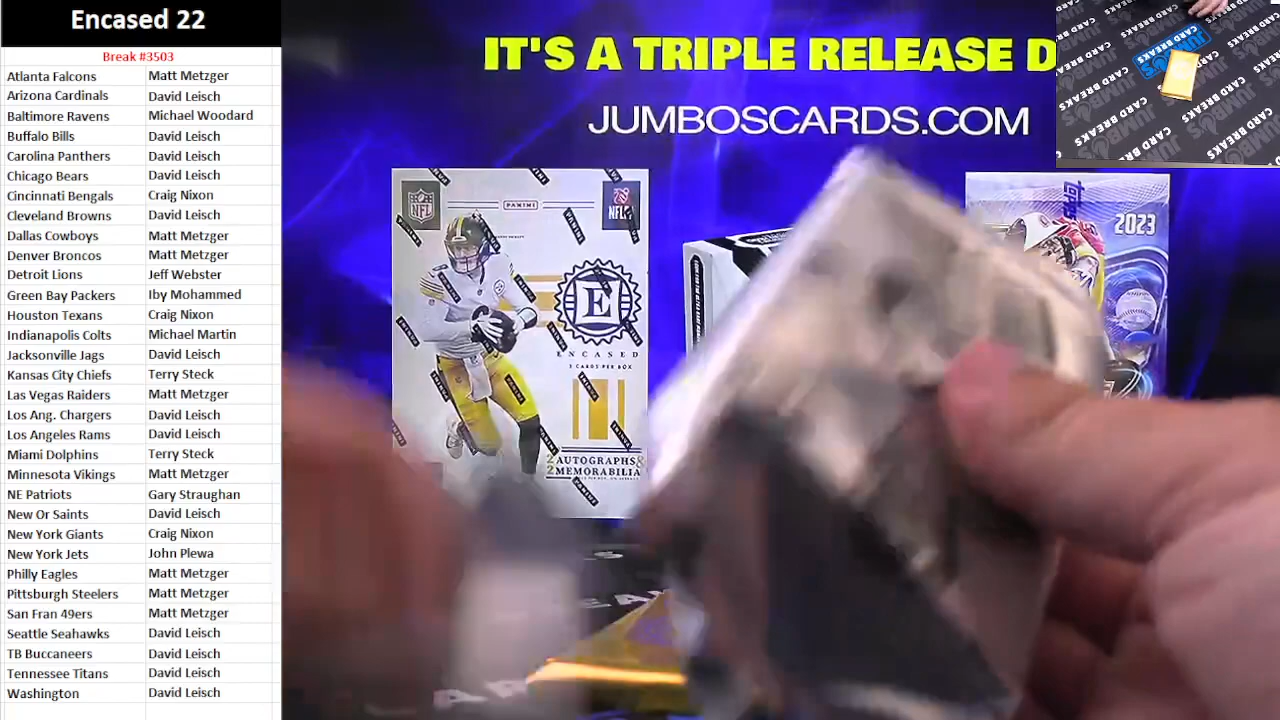 Encased 22
Break #3503
Atlanta Falcons Matt Metzger
Arizona Cardinals David Leisch
Baltimore Ravens Michael Woodard
Buffalo Bills David Leisch
Carolina Panthers David Leisch
Chicago Bears David Leisch
Cincinnati Bengals Craig Nixon
Cleveland Browns David Leisch
Dallas Cowboys Matt Metzger
Denver Broncos Matt Metzger
Detroit Lions Jeff Webster
Green Bay Packers Iby Mohammed
Houston Texans Craig Nixon
Indianapolis Colts Michael Martin
Jacksonville Jags David Leisch
Kansas City Chiefs Terry Steck
Las Vegas Raiders Matt Metzger
Los Ang. Chargers David Leisch
Los Angeles Rams David Leisch
Miami Dolphins Terry Steck
Minnesota Vikings Matt Metzger
NE Patriots Gary Straughan
New Or Saints David Leisch
New York Giants Craig Nixon
New York Jets John Plewa
Philly Eagles Matt Metzger
Pittsburgh Steelers Matt Metzger
San Fran 49ers Matt Metzger
Seattle Seahawks David Leisch
TB Buccaneers David Leisch
Tennessee Titans David Leisch
Washington David Leisch
IT'S A TRIPLE RELEASE D
JUMBOSCARDS.COM
NFL PANINI NFL
E
ENCASED
2 AUTOGRAPHS &
2 MEMORABILIA
2023
JUMBOS
CARD BREAKS